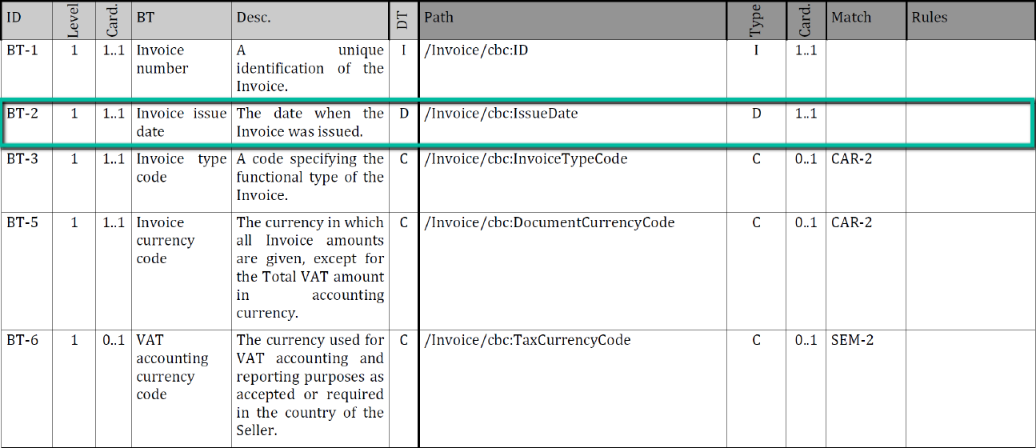 ID Level Card. BT Desc. DT Path Type Card. Match Rules
BT-1 1 1..1 Invoice number A unique identification of the Invoice. I /Invoice/cbc:ID I 1..1
BT-2 1 1..1 Invoice issue date The date when the Invoice was issued. D /Invoice/cbc:IssueDate D 1..1
BT-3 1 1..1 Invoice type code A code specifying the functional type of the Invoice. C /Invoice/cbc:InvoiceTypeCode C 0..1 CAR-2
BT-5 1 1..1 Invoice currency code The currency in which all Invoice amounts are given, except for the Total VAT amount in accounting currency. C /Invoice/cbc:DocumentCurrencyCode C 0..1 CAR-2
BT-6 1 0..1 VAT accounting currency code The currency used for VAT accounting and reporting purposes as accepted or required in the country of the Seller. C /Invoice/cbc:TaxCurrencyCode C 0..1 SEM-2